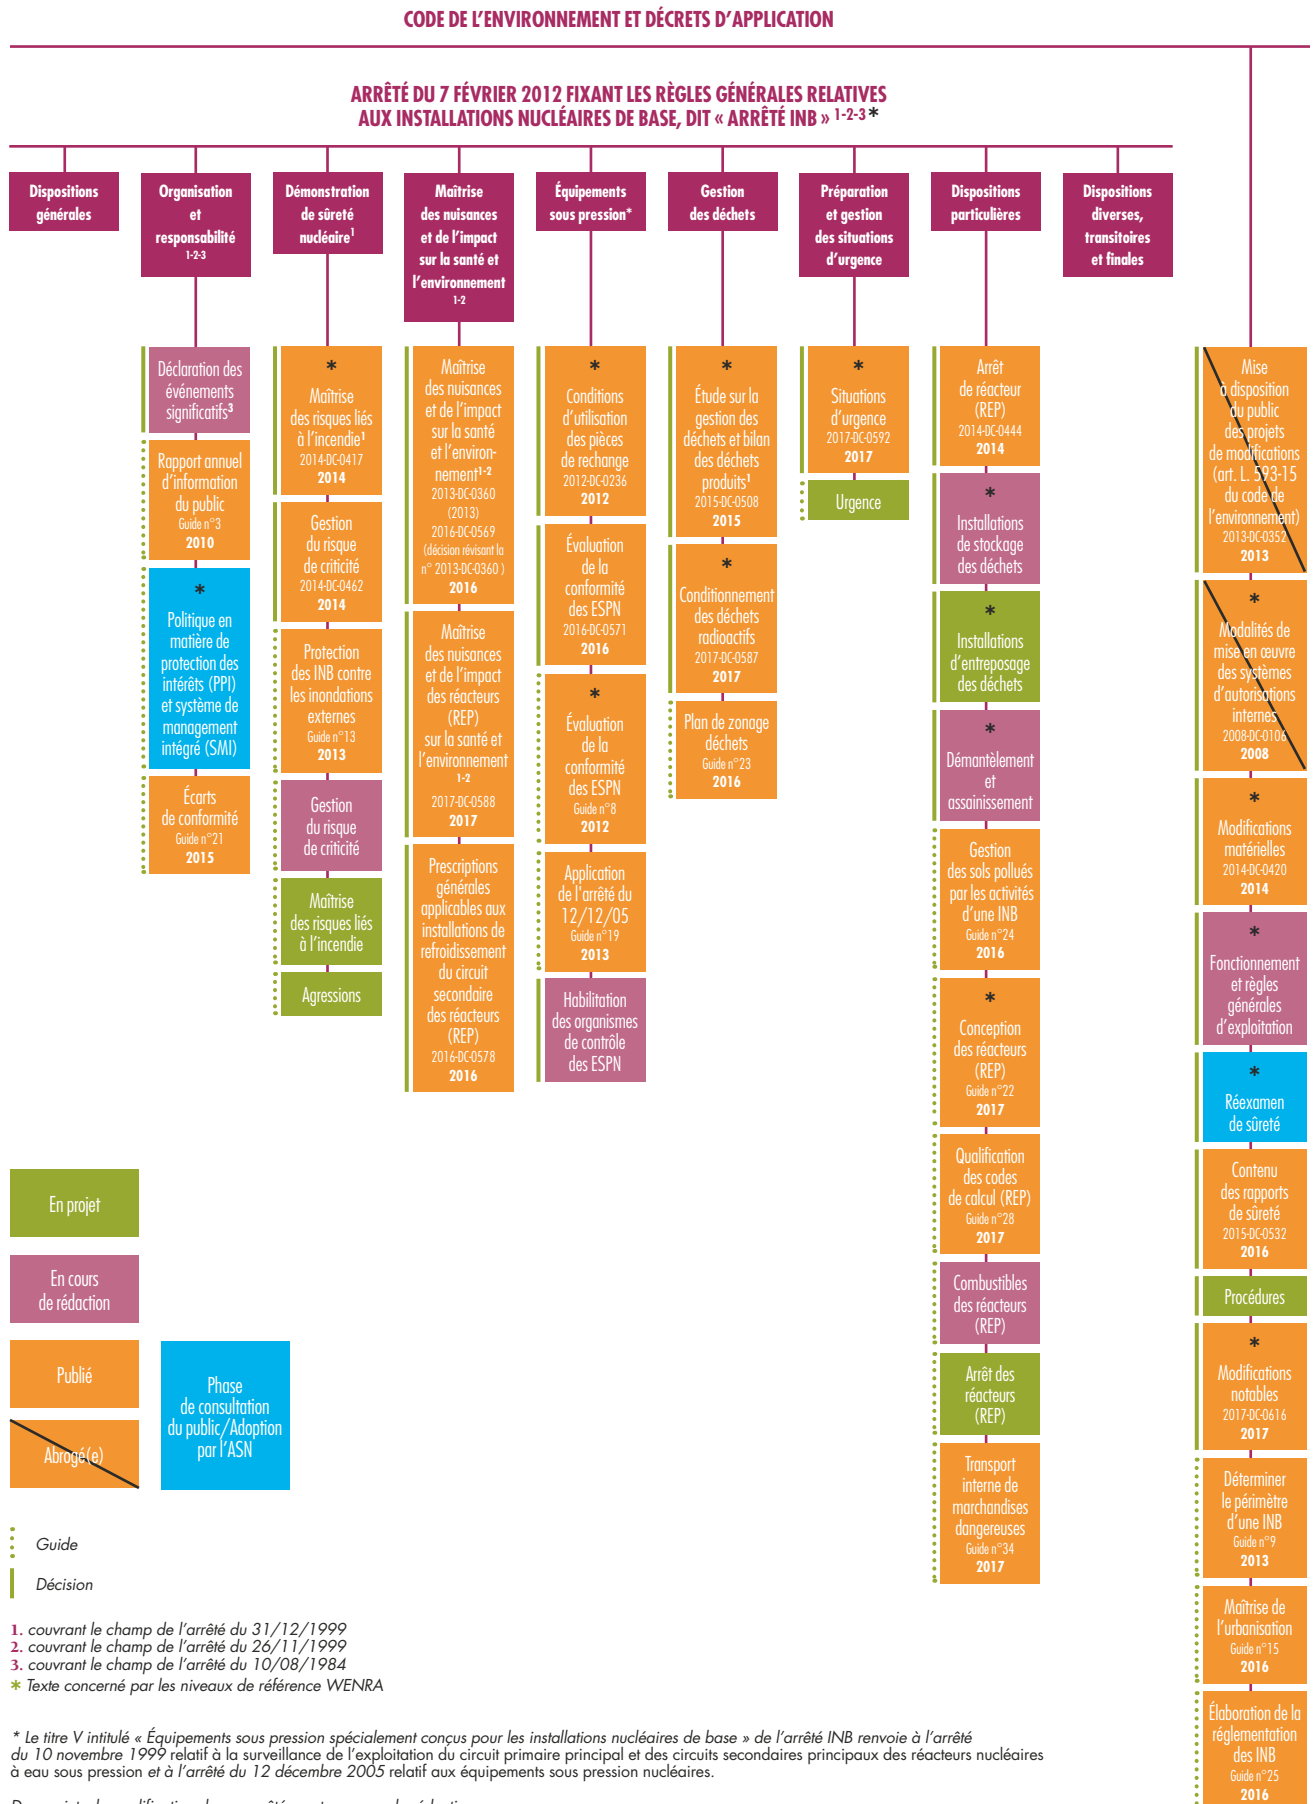 CODE DE L'ENVIRONNEMENT ET DÉCRETS D'APPLICATION
ARRÊTÉ DU 7 FÉVRIER 2012 FIXANT LES RÈGLES GÉNÉRALES RELATIVES
AUX INSTALLATIONS NUCLÉAIRES DE BASE, DIT « ARRÊTÉ INB » 1-2-3 *
Dispositions
générales
Organisation
et
responsabilité
1-2-3
Démonstration
de sûreté
nucléaire1
Maîtrise
des nuisances
et de l'impact
sur la santé et
l'environnement
1-2
Équipements
sous pression*
Gestion
des déchets
Préparation
et gestion
des situations
d'urgence
Dispositions
particulières
Dispositions
diverses,
transitoires
et finales
Déclaration des
événements
significatifs3
Rapport annuel
d'information
du public
Guide n°3
2010
*
Politique en
matière de
protection des
intérêts (PPI)
et système de
management
intégré (SMI)
Écarts
de conformité
Guide n°21
2015
*
Maîtrise
des risques liés
à l'incendie1
2014-DC-0417
2014
Gestion
du risque
de criticité
2014-DC-0462
2014
Protection
des INB contre
les inondations
externes
Guide n°13
2013
Gestion
du risque
de criticité
Maîtrise
des risques liés
à l'incendie
Agressions
Maîtrise
des nuisances
et de l'impact
sur la santé
et l'environ-
nement1-2
2013-DC-0360
(2013)
2016-DC-0569
(décision révisant la
n° 2013-DC-0360 )
2016
Maîtrise
des nuisances
et de l'impact
des réacteurs
(REP)
sur la santé et
l'environnement
1-2
2017-DC-0588
2017
Prescriptions
générales
applicables aux
installations de
refroidissement
du circuit
secondaire
des réacteurs
(REP)
2016-DC-0578
2016
*
Conditions
d'utilisation
des pièces
de rechange
2012-DC-0236
2012
Évaluation
de la
conformité
des ESPN
2016-DC-0571
2016
*
Évaluation
de la
conformité
des ESPN
Guide n°8
2012
Application
de l'arrêté du
12/12/05
Guide n°19
2013
Habilitation
des organismes
de contrôle
des ESPN
*
Étude sur la
gestion des
déchets et bilan
des déchets
produits1
2015-DC-0508
2015
*
Conditionnement
des déchets
radioactifs
2017-DC-0587
2017
Plan de zonage
déchets
Guide n°23
2016
*
Situations
d'urgence
2017-DC-0592
2017
Urgence
Arrêt
de réacteur
(REP)
2014-DC-0444
2014
*
Installations
de stockage
des déchets
*
Installations
d'entreposage
des déchets
*
Démantèlement
et
assainissement
Gestion
des sols pollués
par les activités
d'une INB
Guide n°24
2016
*
Conception
des réacteurs
(REP)
Guide n°22
2017
Qualification
des codes
de calcul (REP)
Guide n°28
2017
Combustibles
des réacteurs
(REP)
Arrêt des
réacteurs
(REP)
Transport
interne de
marchandises
dangereuses
Guide n°34
2017
Mise
à disposition
du public
des projets
de modifications
(art. L. 593-15
du code de
l'environnement)
2013-DC-0352
2013
*
Modalités de
mise en œuvre
des systèmes
d'autorisations
internes
2008-DC-0106
2008
*
Modifications
matérielles
2014-DC-0420
2014
*
Fonctionnement
et règles
générales
d'exploitation
*
Réexamen
de sûreté
Contenu
des rapports
de sûreté
2015-DC-0532
2016
Procédures
*
Modifications
notables
2017-DC-0616
2017
Déterminer
le périmètre
d'une INB
Guide n°9
2013
Maîtrise de
l'urbanisation
Guide n°15
2016
Élaboration de la
réglementation
des INB
Guide n°25
2016
En projet
En cours
de rédaction
Publié
Abrogé(e)
Phase
de consultation
du public/Adoption
par l'ASN
Guide
Décision
1. couvrant le champ de l'arrêté du 31/12/1999
2. couvrant le champ de l'arrêté du 26/11/1999
3. couvrant le champ de l'arrêté du 10/08/1984
* Texte concerné par les niveaux de référence WENRA
* Le titre V intitulé « Équipements sous pression spécialement conçus pour les installations nucléaires de base » de l'arrêté INB renvoie à l'arrêté
du 10 novembre 1999 relatif à la surveillance de l'exploitation du circuit primaire principal et des circuits secondaires principaux des réacteurs nucléaires
à eau sous pression et à l'arrêté du 12 décembre 2005 relatif aux équipements sous pression nucléaires.